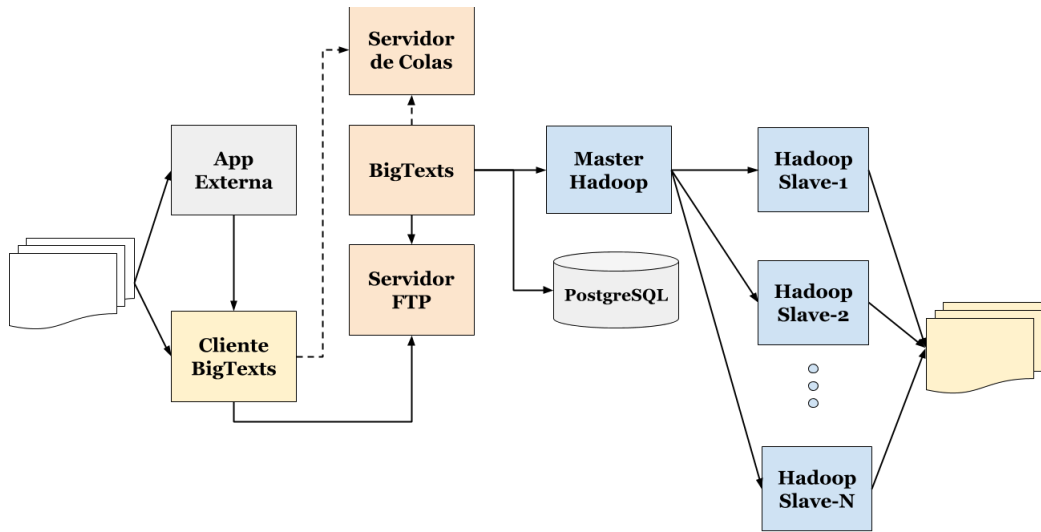 Servidor
de Colas
App
Externa
BigTexts
Master
Hadoop
Hadoop
Slave-1
Servidor
FTP
PostgreSQL
Hadoop
Slave-2
Cliente
BigTexts
Hadoop
Slave-N